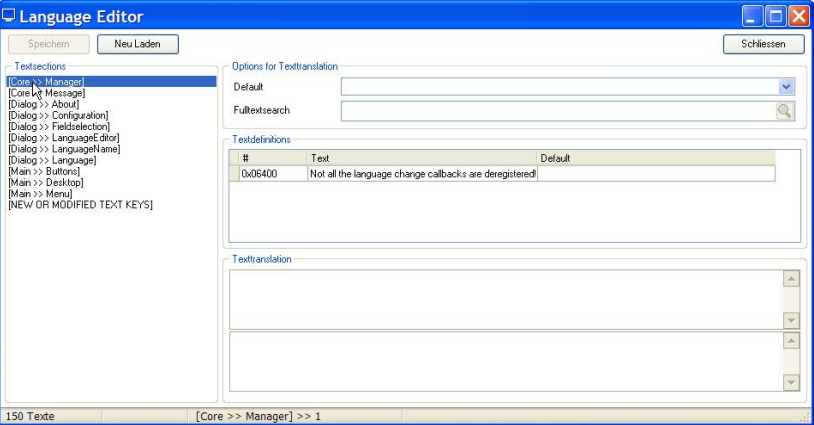 Language Editor
Speichern
Neu Laden
Schliessen
Textsections
[Core >> Manager]
[Core >> Message]
[Dialog >> About]
[Dialog >> Configuration]
[Dialog >> Fieldselection]
[Dialog >> LanguageEditor]
[Dialog >> LanguageName]
[Dialog >> Language]
[Main >> Buttons]
[Main >> Desktop]
[Main >> Menu]
[NEW OR MODIFIED TEXT KEYS]
Options for Texttranslation
Default
Fulltextsearch
Textdefinitions
# Text Default
0x06400 Not all the language change callbacks are deregistered!
Texttranslation
150 Texte
[Core >> Manager] >> 1